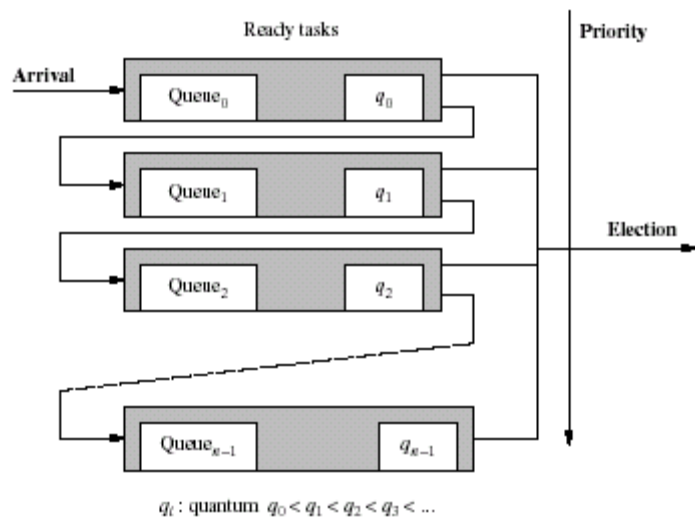 Ready tasks
Priority
Arrival
Queue₀ q₀
Queue₁ q₁
Election
Queue₂ q₂
Queueₙ₋₁ qₙ₋₁
qᵢ : quantum q₀ < q₁ < q₂ < q₃ < ...